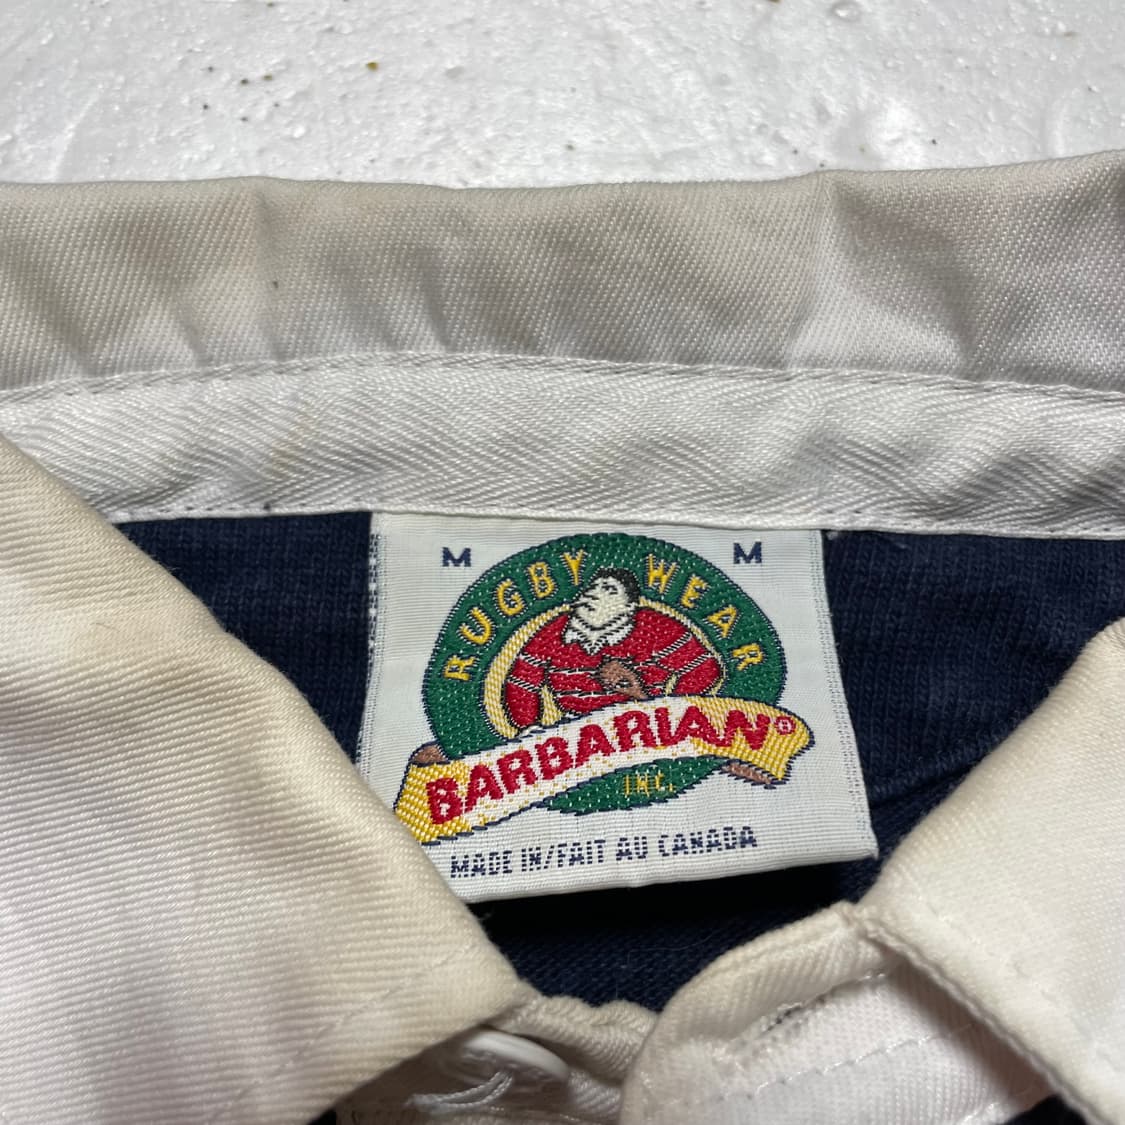 M M
RUGBY WEAR
BARBARIAN®
INC.
MADE IN/FAIT AU CANADA